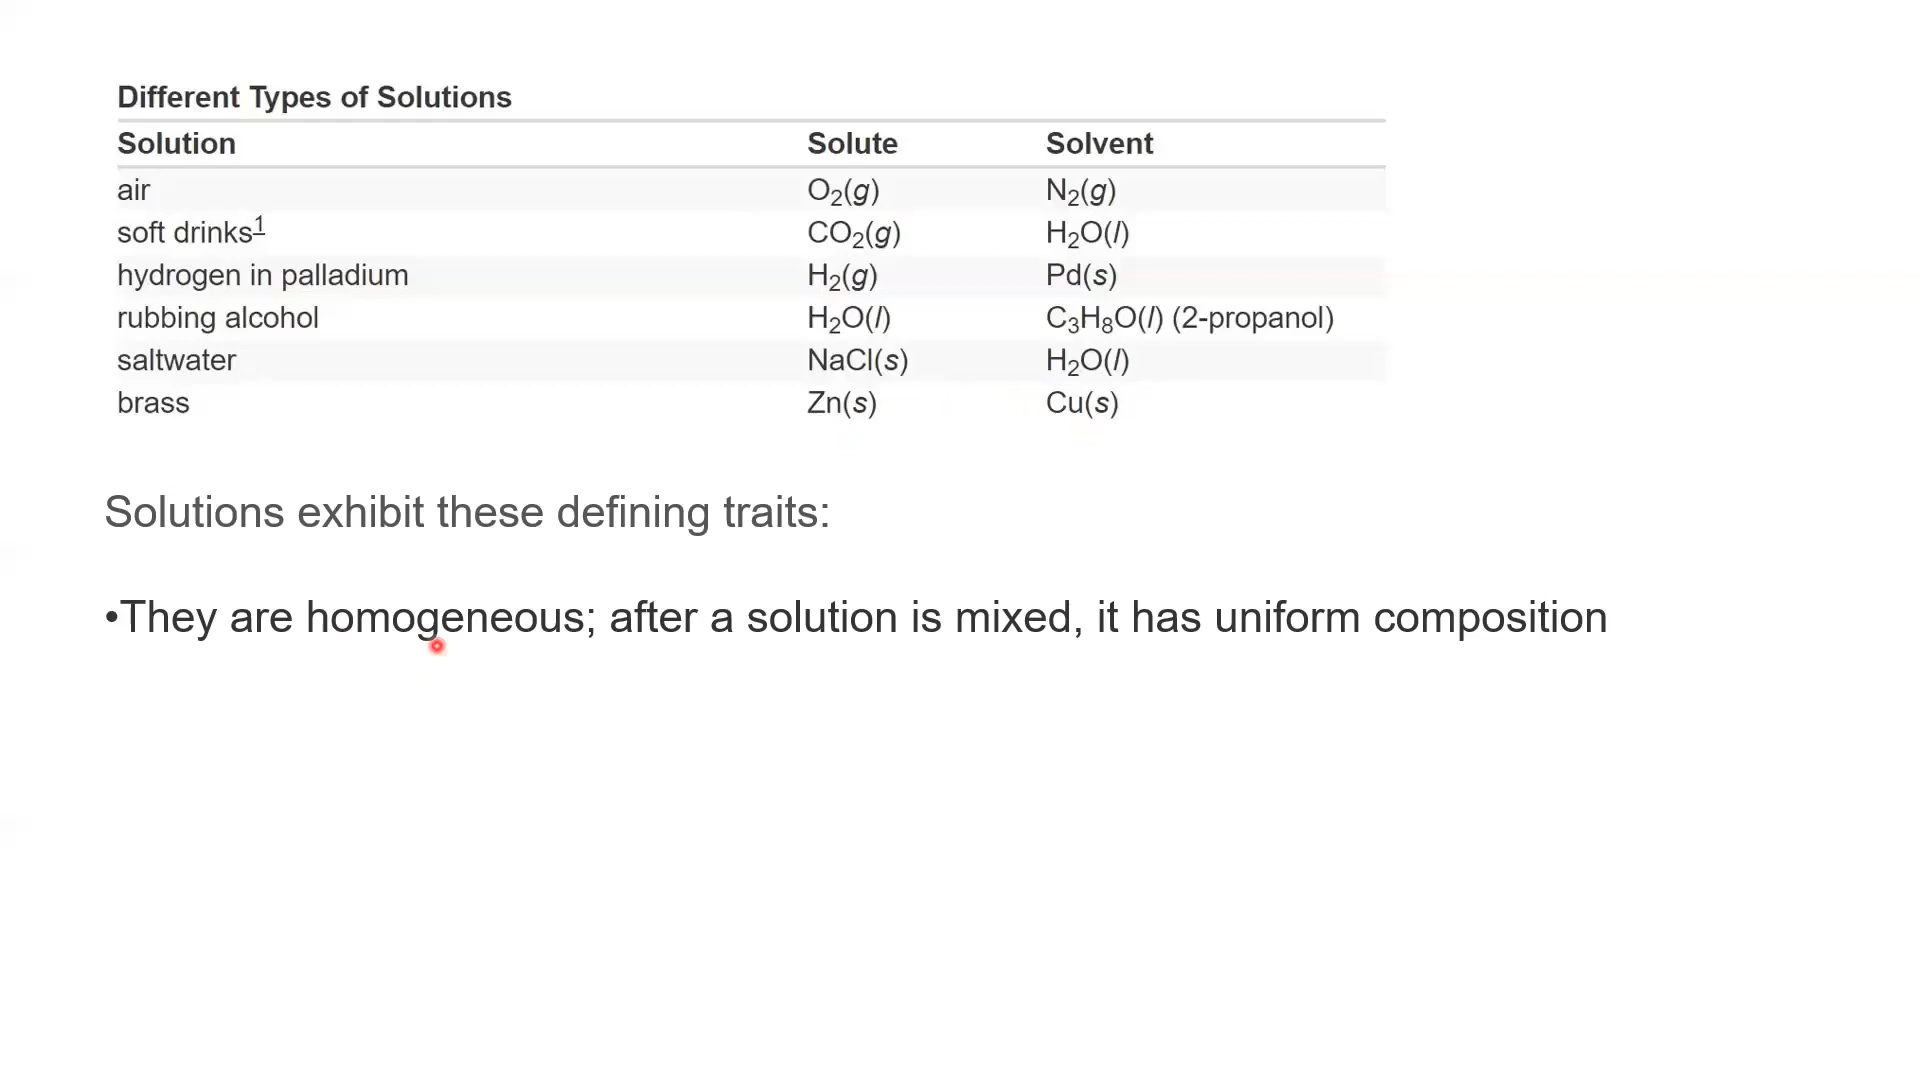 Different Types of Solutions
Solution Solute Solvent
air O₂(g) N₂(g)
soft drinks¹ CO₂(g) H₂O(l)
hydrogen in palladium H₂(g) Pd(s)
rubbing alcohol H₂O(l) C₃H₈O(l) (2-propanol)
saltwater NaCl(s) H₂O(l)
brass Zn(s) Cu(s)
Solutions exhibit these defining traits:
•They are homogeneous; after a solution is mixed, it has uniform composition